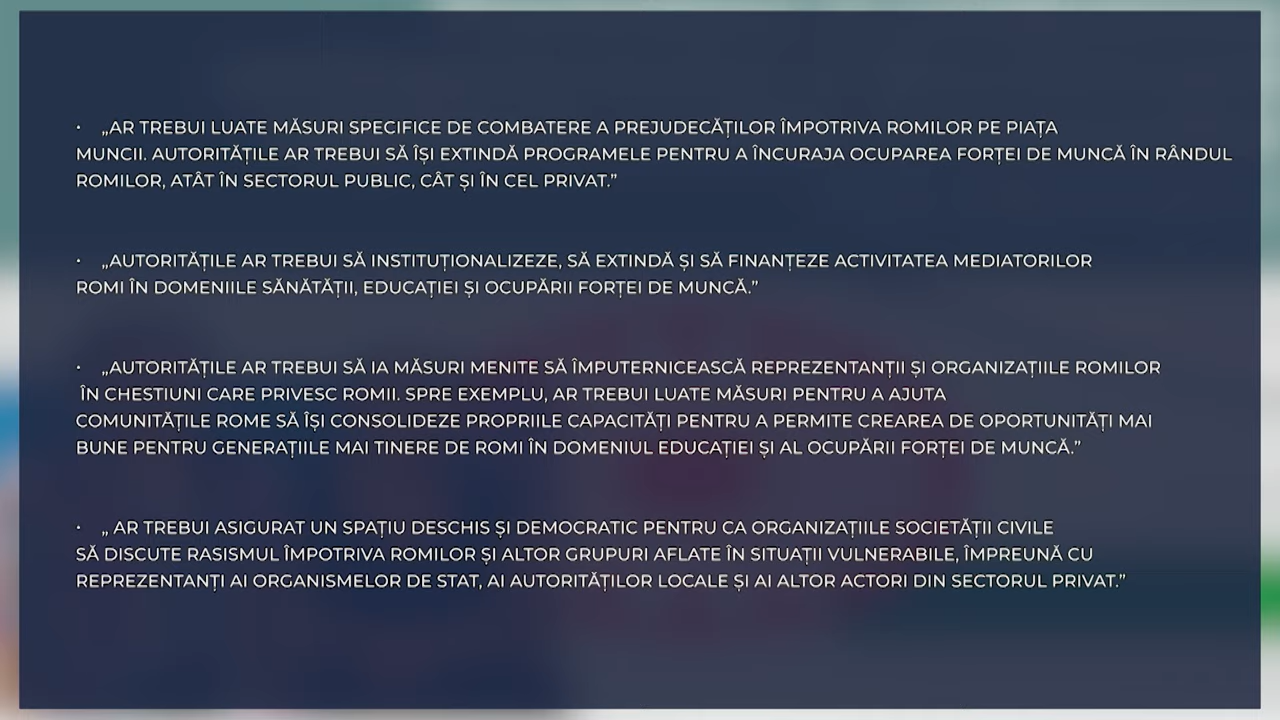 • „AR TREBUI LUATE MĂSURI SPECIFICE DE COMBATERE A PREJUDECĂȚILOR ÎMPOTRIVA ROMILOR PE PIAȚA
MUNCII. AUTORITĂȚILE AR TREBUI SĂ ÎȘI EXTINDĂ PROGRAMELE PENTRU A ÎNCURAJA OCUPAREA FORȚEI DE MUNCĂ ÎN RÂNDUL
ROMILOR, ATÂT ÎN SECTORUL PUBLIC, CÂT ȘI ÎN CEL PRIVAT.”
• „AUTORITĂȚILE AR TREBUI SĂ INSTITUȚIONALIZEZE, SĂ EXTINDĂ ȘI SĂ FINANȚEZE ACTIVITATEA MEDIATORILOR
ROMI ÎN DOMENIILE SĂNĂTĂȚII, EDUCAȚIEI ȘI OCUPĂRII FORȚEI DE MUNCĂ.”
• „AUTORITĂȚILE AR TREBUI SĂ IA MĂSURI MENITE SĂ ÎMPUTERNICEASCĂ REPREZENTANȚII ȘI ORGANIZAȚIILE ROMILOR
ÎN CHESTIUNI CARE PRIVESC ROMII. SPRE EXEMPLU, AR TREBUI LUATE MĂSURI PENTRU A AJUTA
COMUNITĂȚILE ROME SĂ ÎȘI CONSOLIDEZE PROPRIILE CAPACITĂȚI PENTRU A PERMITE CREAREA DE OPORTUNITĂȚI MAI
BUNE PENTRU GENERAȚIILE MAI TINERE DE ROMI ÎN DOMENIUL EDUCAȚIEI ȘI AL OCUPĂRII FORȚEI DE MUNCĂ.”
• „ AR TREBUI ASIGURAT UN SPAȚIU DESCHIS ȘI DEMOCRATIC PENTRU CA ORGANIZAȚIILE SOCIETĂȚII CIVILE
SĂ DISCUTE RASISMUL ÎMPOTRIVA ROMILOR ȘI ALTOR GRUPURI AFLATE ÎN SITUAȚII VULNERABILE, ÎMPREUNĂ CU
REPREZENTANȚI AI ORGANISMELOR DE STAT, AI AUTORITĂȚILOR LOCALE ȘI AI ALTOR ACTORI DIN SECTORUL PRIVAT.”